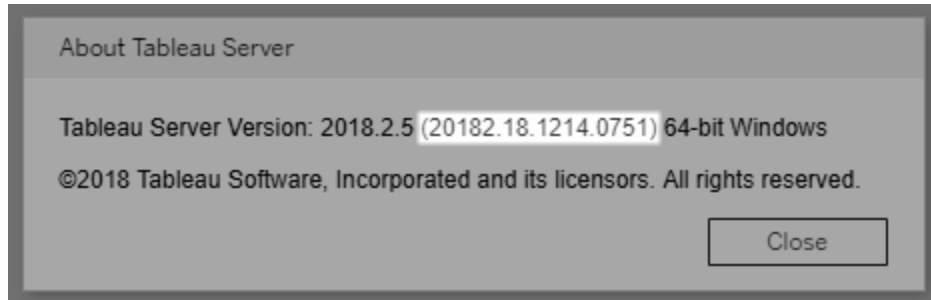 About Tableau Server
Tableau Server Version: 2018.2.5 (20182.18.1214.0751) 64-bit Windows
©2018 Tableau Software, Incorporated and its licensors. All rights reserved.
Close